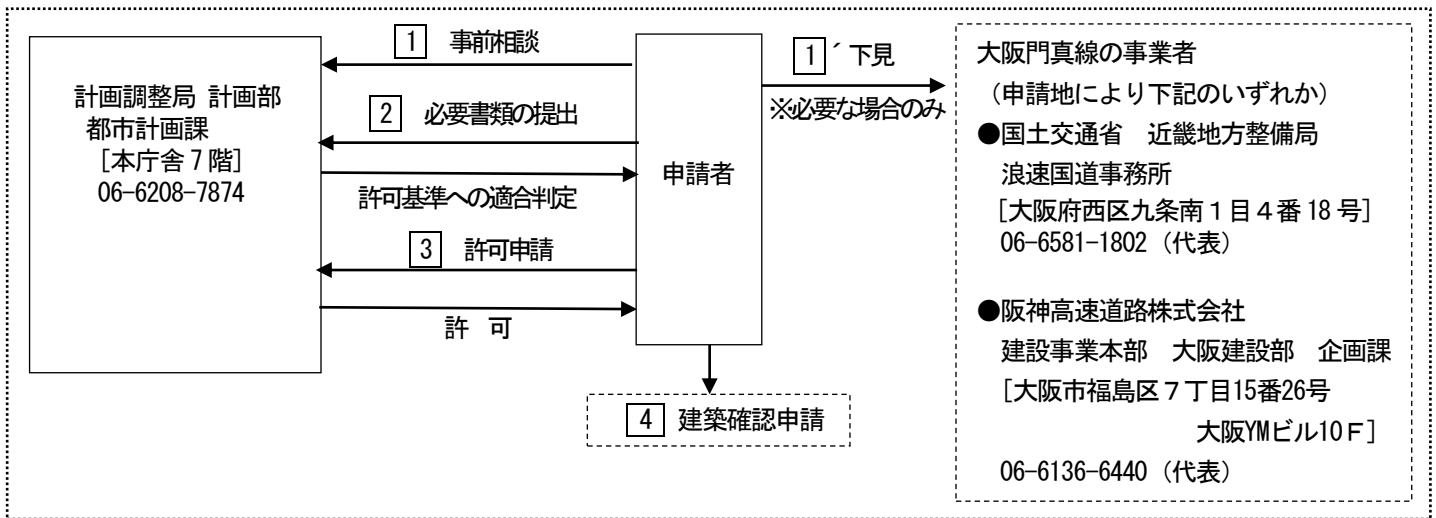 計画調整局 計画部
都市計画課
[本庁舎7階]
06-6208-7874
1 事前相談
2 必要書類の提出
許可基準への適合判定
3 許可申請
許 可
申請者
4 建築確認申請
1´下見
※必要な場合のみ
大阪門真線の事業者
(申請地により下記のいずれか)
●国土交通省 近畿地方整備局
浪速国道事務所
[大阪府西区九条南1目4番18号]
06-6581-1802(代表)
●阪神高速道路株式会社
建設事業本部 大阪建設部 企画課
[大阪市福島区7丁目15番26号
大阪YMビル10F]
06-6136-6440(代表)